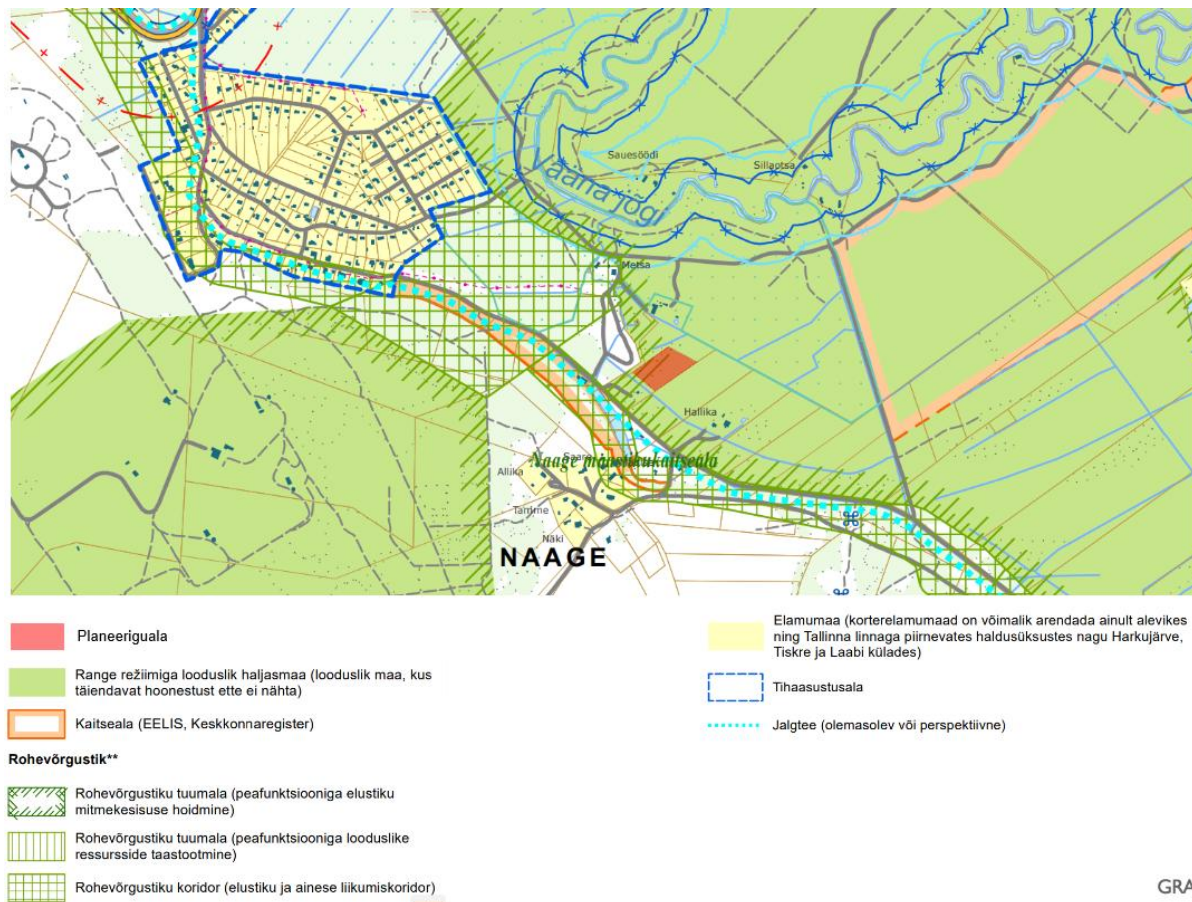 Sauesöödi
Sillaotsa
Vääna jõgi
Metsa
Hallika
Saare
Naage männikukaitseala
Allika
Tamme
Näki
NAAGE
Planeeriguala
Range režiimiga looduslik haljasmaa (looduslik maa, kus
täiendavat hoonestust ette ei nähta)
Kaitseala (EELIS, Keskkonnaregister)
Rohevõrgustik**
Rohevõrgustiku tuumala (peafunktsiooniga elustiku
mitmekesisuse hoidmine)
Rohevõrgustiku tuumala (peafunktsiooniga looduslike
ressursside taastootmine)
Rohevõrgustiku koridor (elustiku ja ainese liikumiskoridor)
Elamumaa (korterelamumaad on võimalik arendada ainult alevikes
ning Tallinna linnaga piirnevates haldusüksustes nagu Harkujärve,
Tiskre ja Laabi külades)
Tihaasustusala
Jalgtee (olemasolev või perspektiivne)
GRA